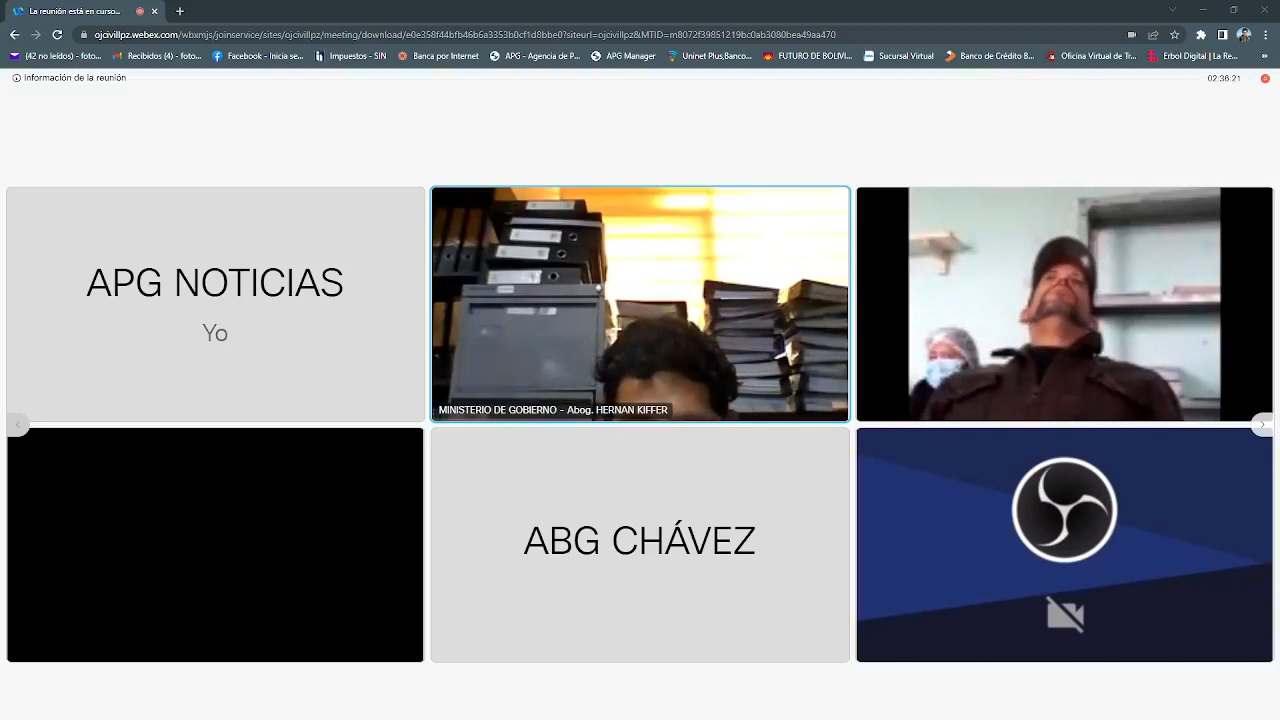 La reunión está en curso...
ojcivillpz.webex.com/wbxmjs/joinservice/sites/ojcivillpz/meeting/download/e0e358f44bfb45b6a3353b0cf1d8bbe0?siteurl=ojcivillpz&MTID=m8072f39851219bc0ab3080bea49aa470
(42 no leídos) - foto...
Recibidos (4) - foto...
Facebook - Inicia se...
Impuestos - SIN
Banca por Internet
APG - Agencia de P...
APG Manager
Uninet Plus,Banco...
FUTURO DE BOLIVI...
Sucursal Virtual
Banco de Crédito B...
Oficina Virtual de Tr...
Erbol Digital | La Re...
Información de la reunión
02:36:21
APG NOTICIAS
Yo
MINISTERIO DE GOBIERNO - Abog. HERNAN KIFFER
ABG CHÁVEZ